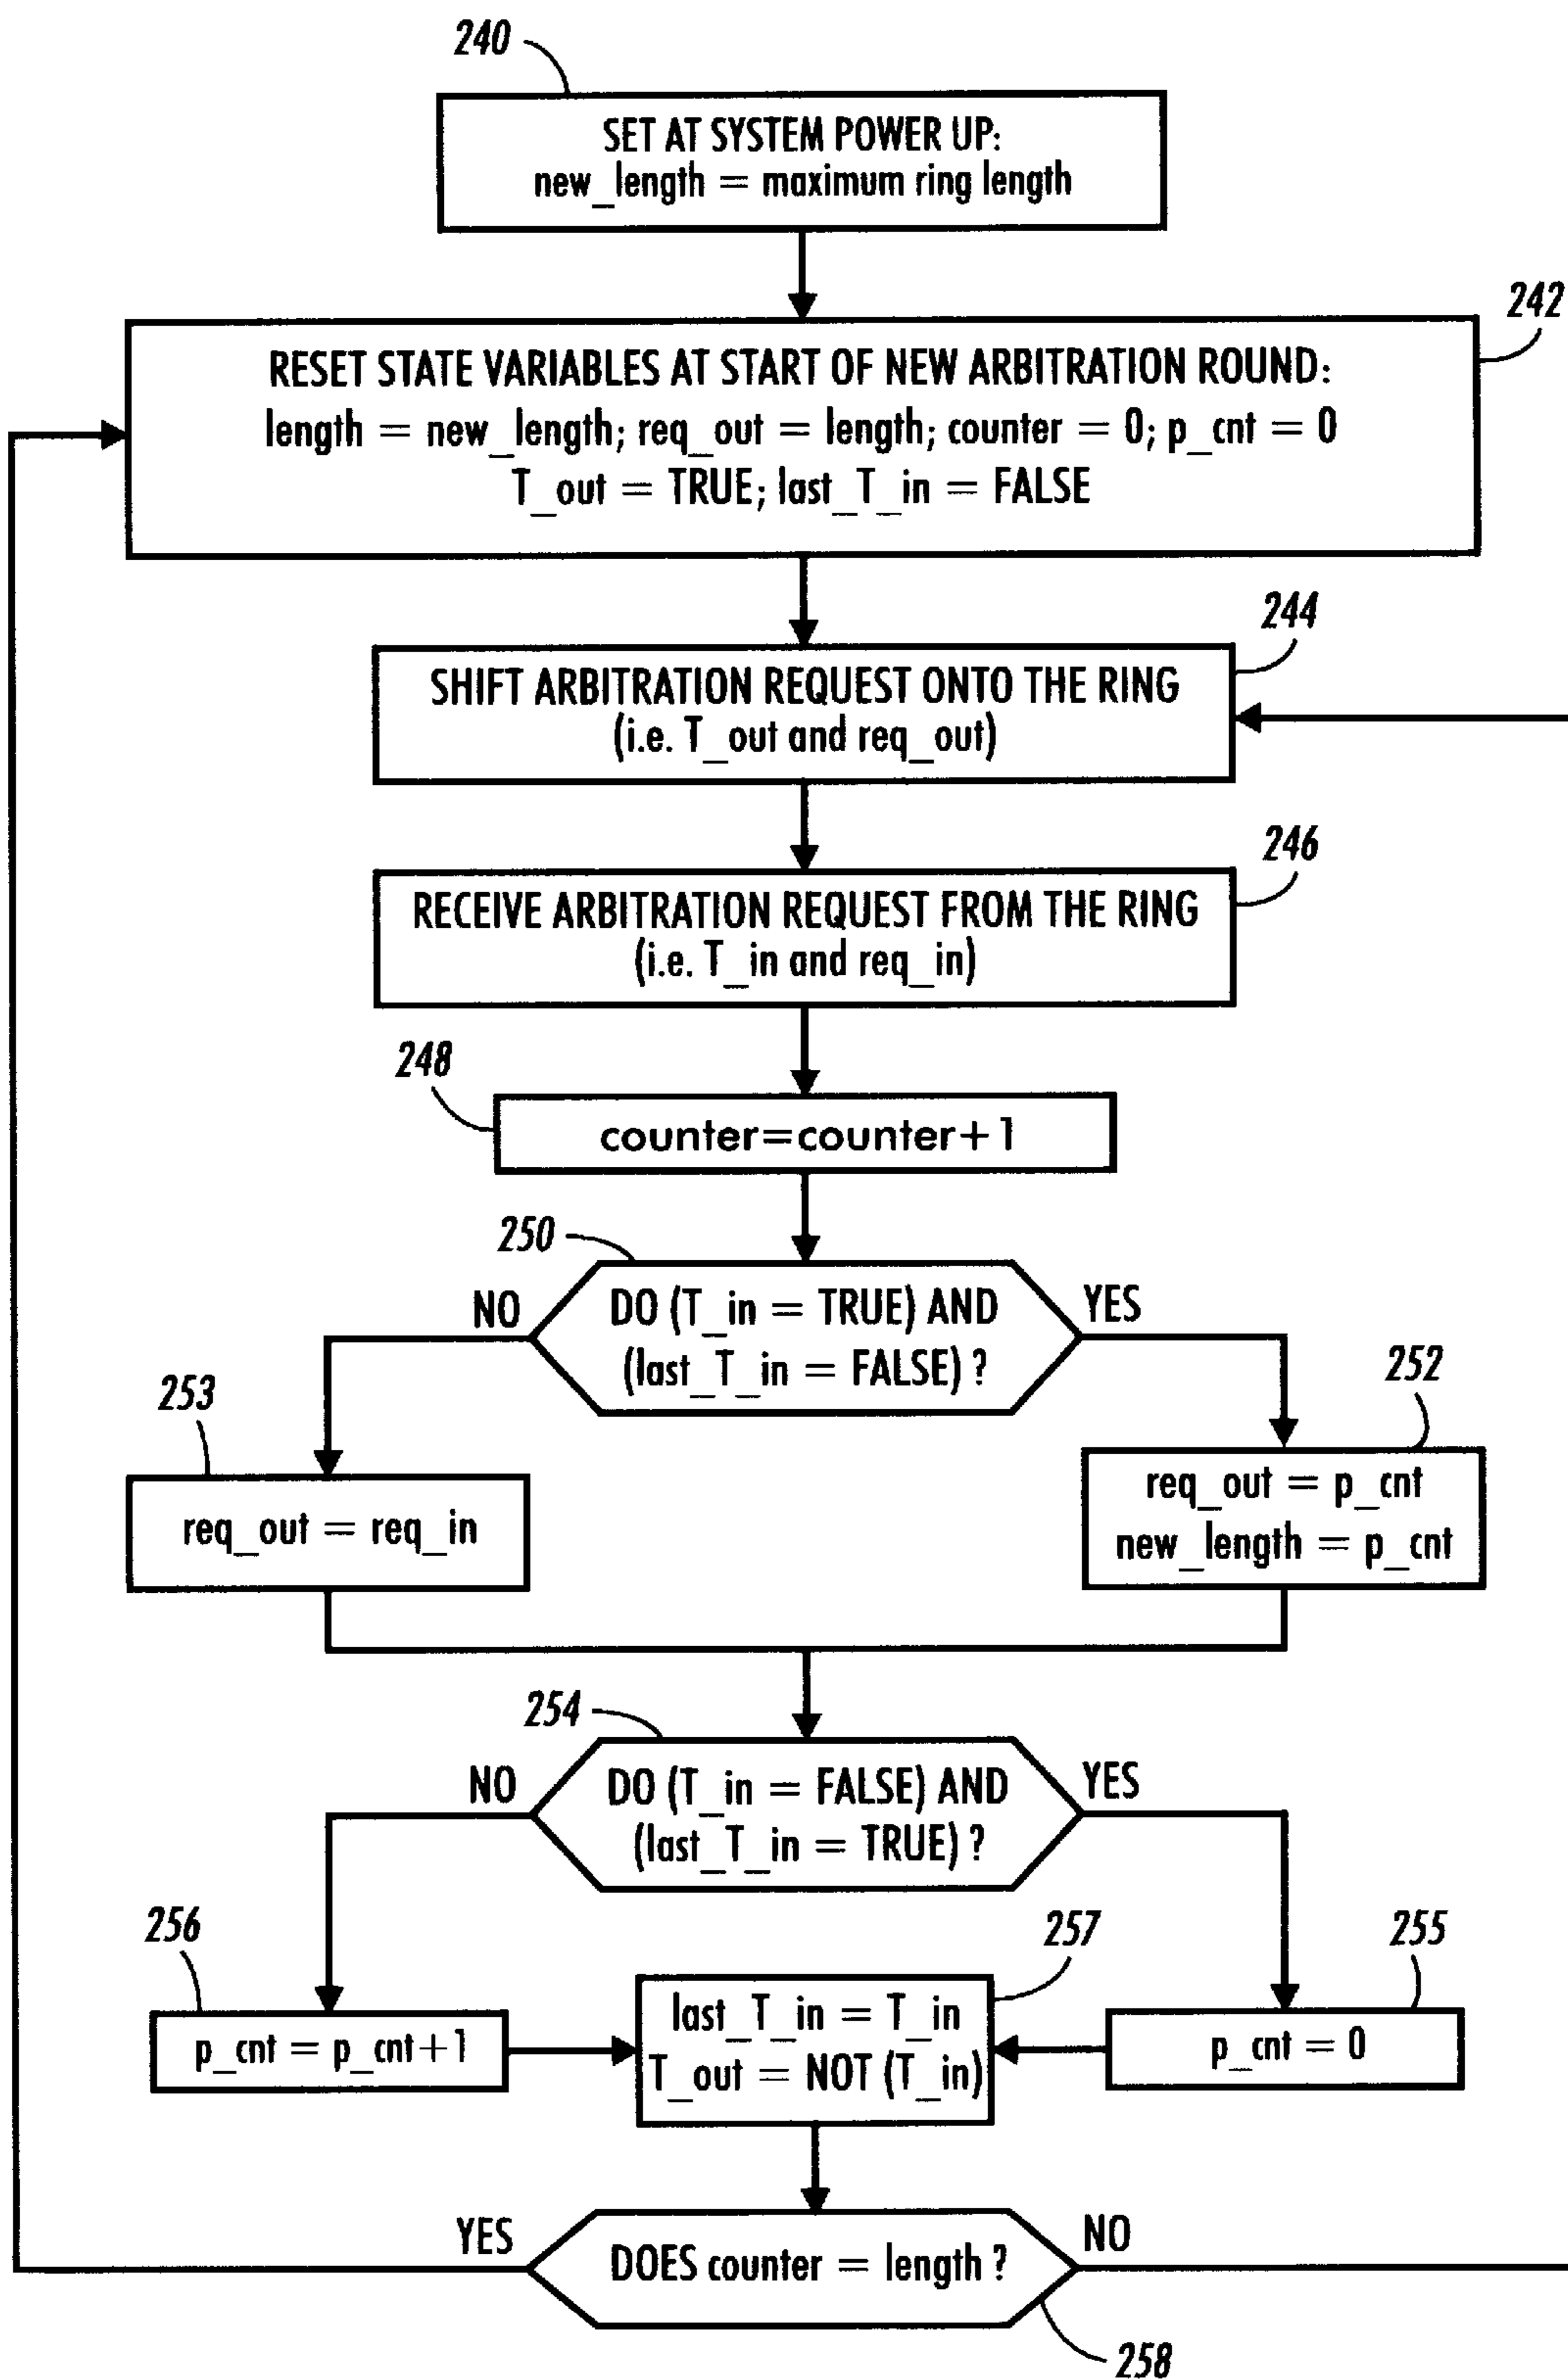 240
SET AT SYSTEM POWER UP:
new_length = maximum ring length
242
RESET STATE VARIABLES AT START OF NEW ARBITRATION ROUND:
length = new_length; req_out = length; counter = 0; p_cnt = 0
T_out = TRUE; last_T_in = FALSE
244
SHIFT ARBITRATION REQUEST ONTO THE RING
(i.e. T_out and req_out)
246
RECEIVE ARBITRATION REQUEST FROM THE RING
(i.e. T_in and req_in)
248
counter=counter+1
250
NO
DO (T_in = TRUE) AND
(last_T_in = FALSE) ?
YES
253
req_out = req_in
252
req_out = p_cnt
new_length = p_cnt
254
NO
DO (T_in = FALSE) AND
(last_T_in = TRUE) ?
YES
256
p_cnt = p_cnt+1
257
last_T_in = T_in
T_out = NOT (T_in)
255
p_cnt = 0
YES
DOES counter = length ?
NO
258